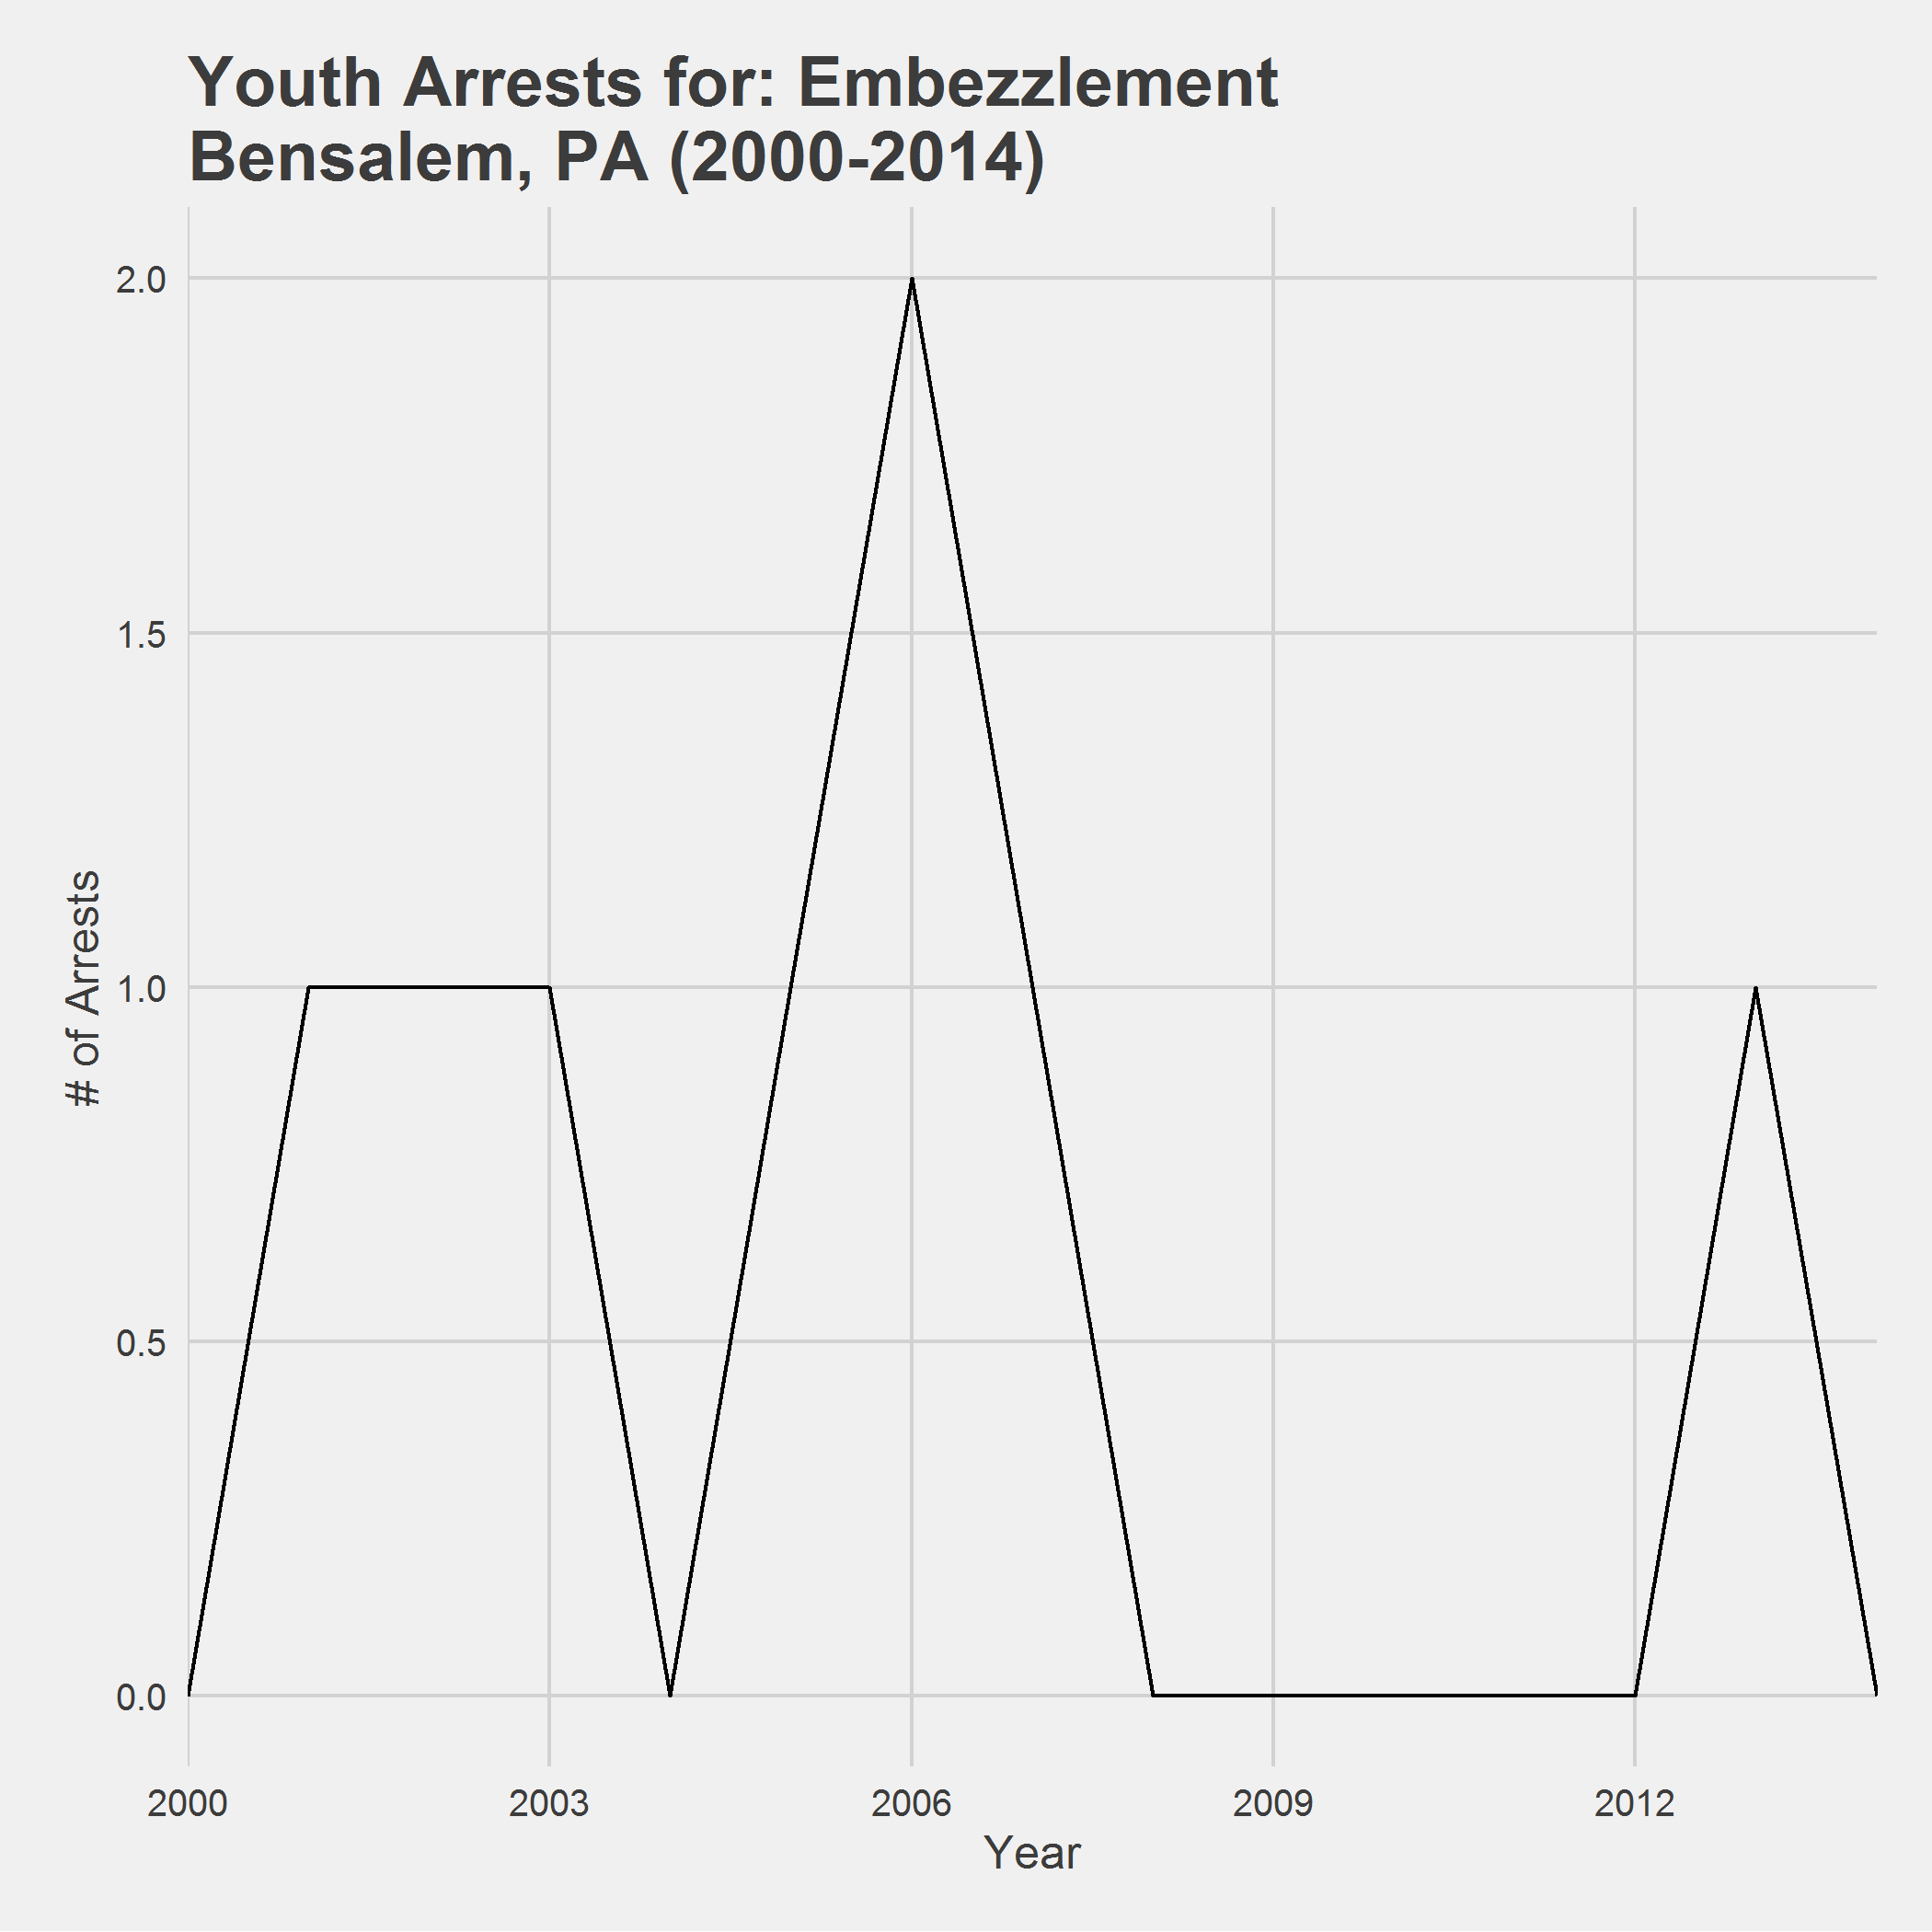 Youth Arrests for: Embezzlement
Bensalem, PA (2000-2014)
2.0
1.5
1.0
0.5
0.0
# of Arrests
2000
2003
2006
2009
2012
Year